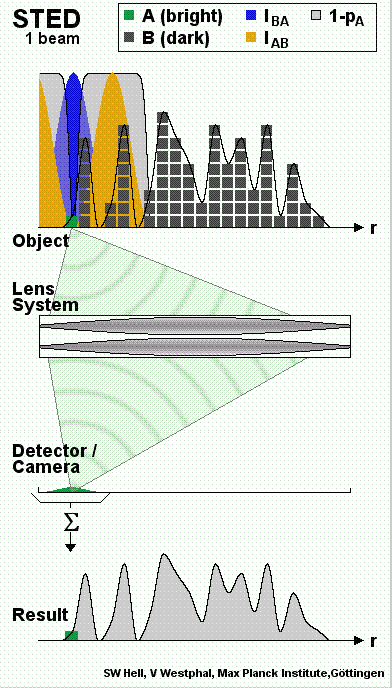 STED
1 beam
A (bright) I_BA 1-p_A
B (dark) I_AB
r
Object
Lens
System
Detector /
Camera
Σ
Result
r
SW Hell, V Westphal, Max Planck Institute,Göttingen